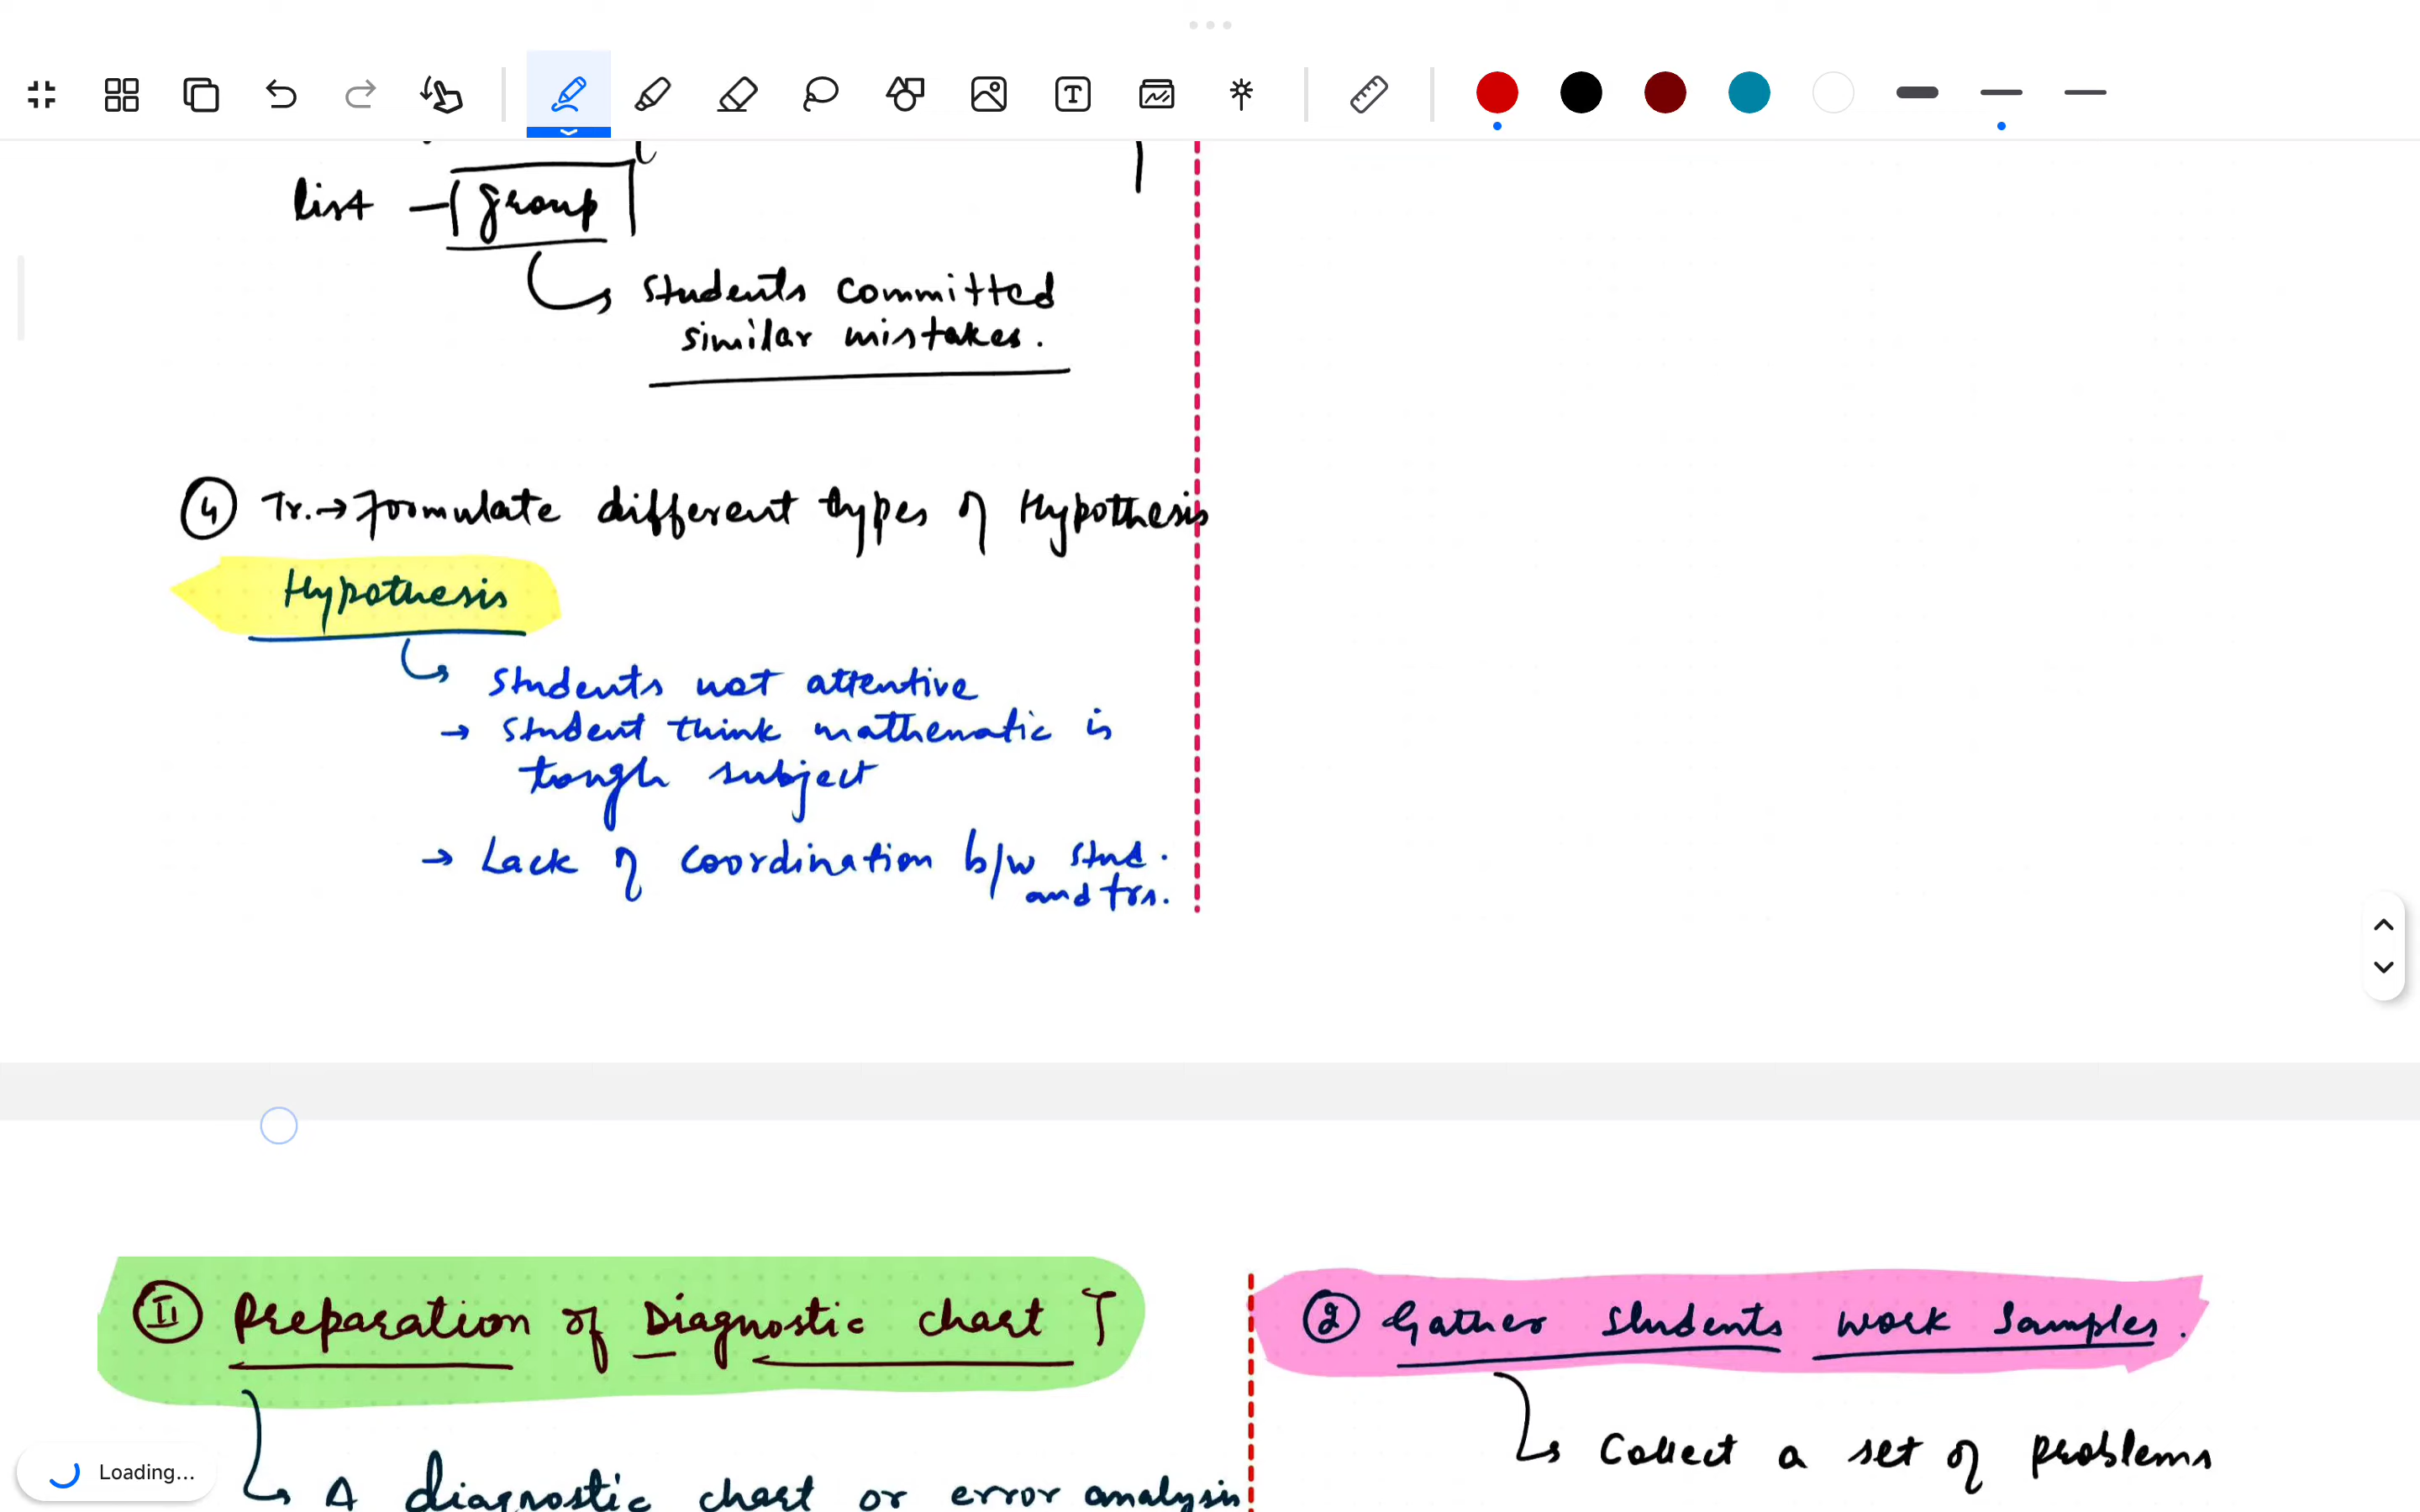 list - group
Students committed
similar mistakes.
④ Tr. → Formulate different types of Hypothesis
Hypothesis
Students not attentive
→ Student think mathematic is
tough subject
→ Lack of coordination b/w stud.
and trs.
II Preparation of Diagnostic chart
A diagnostic chart or error analysis
② Gather students work samples.
Collect a set of problems
Loading...